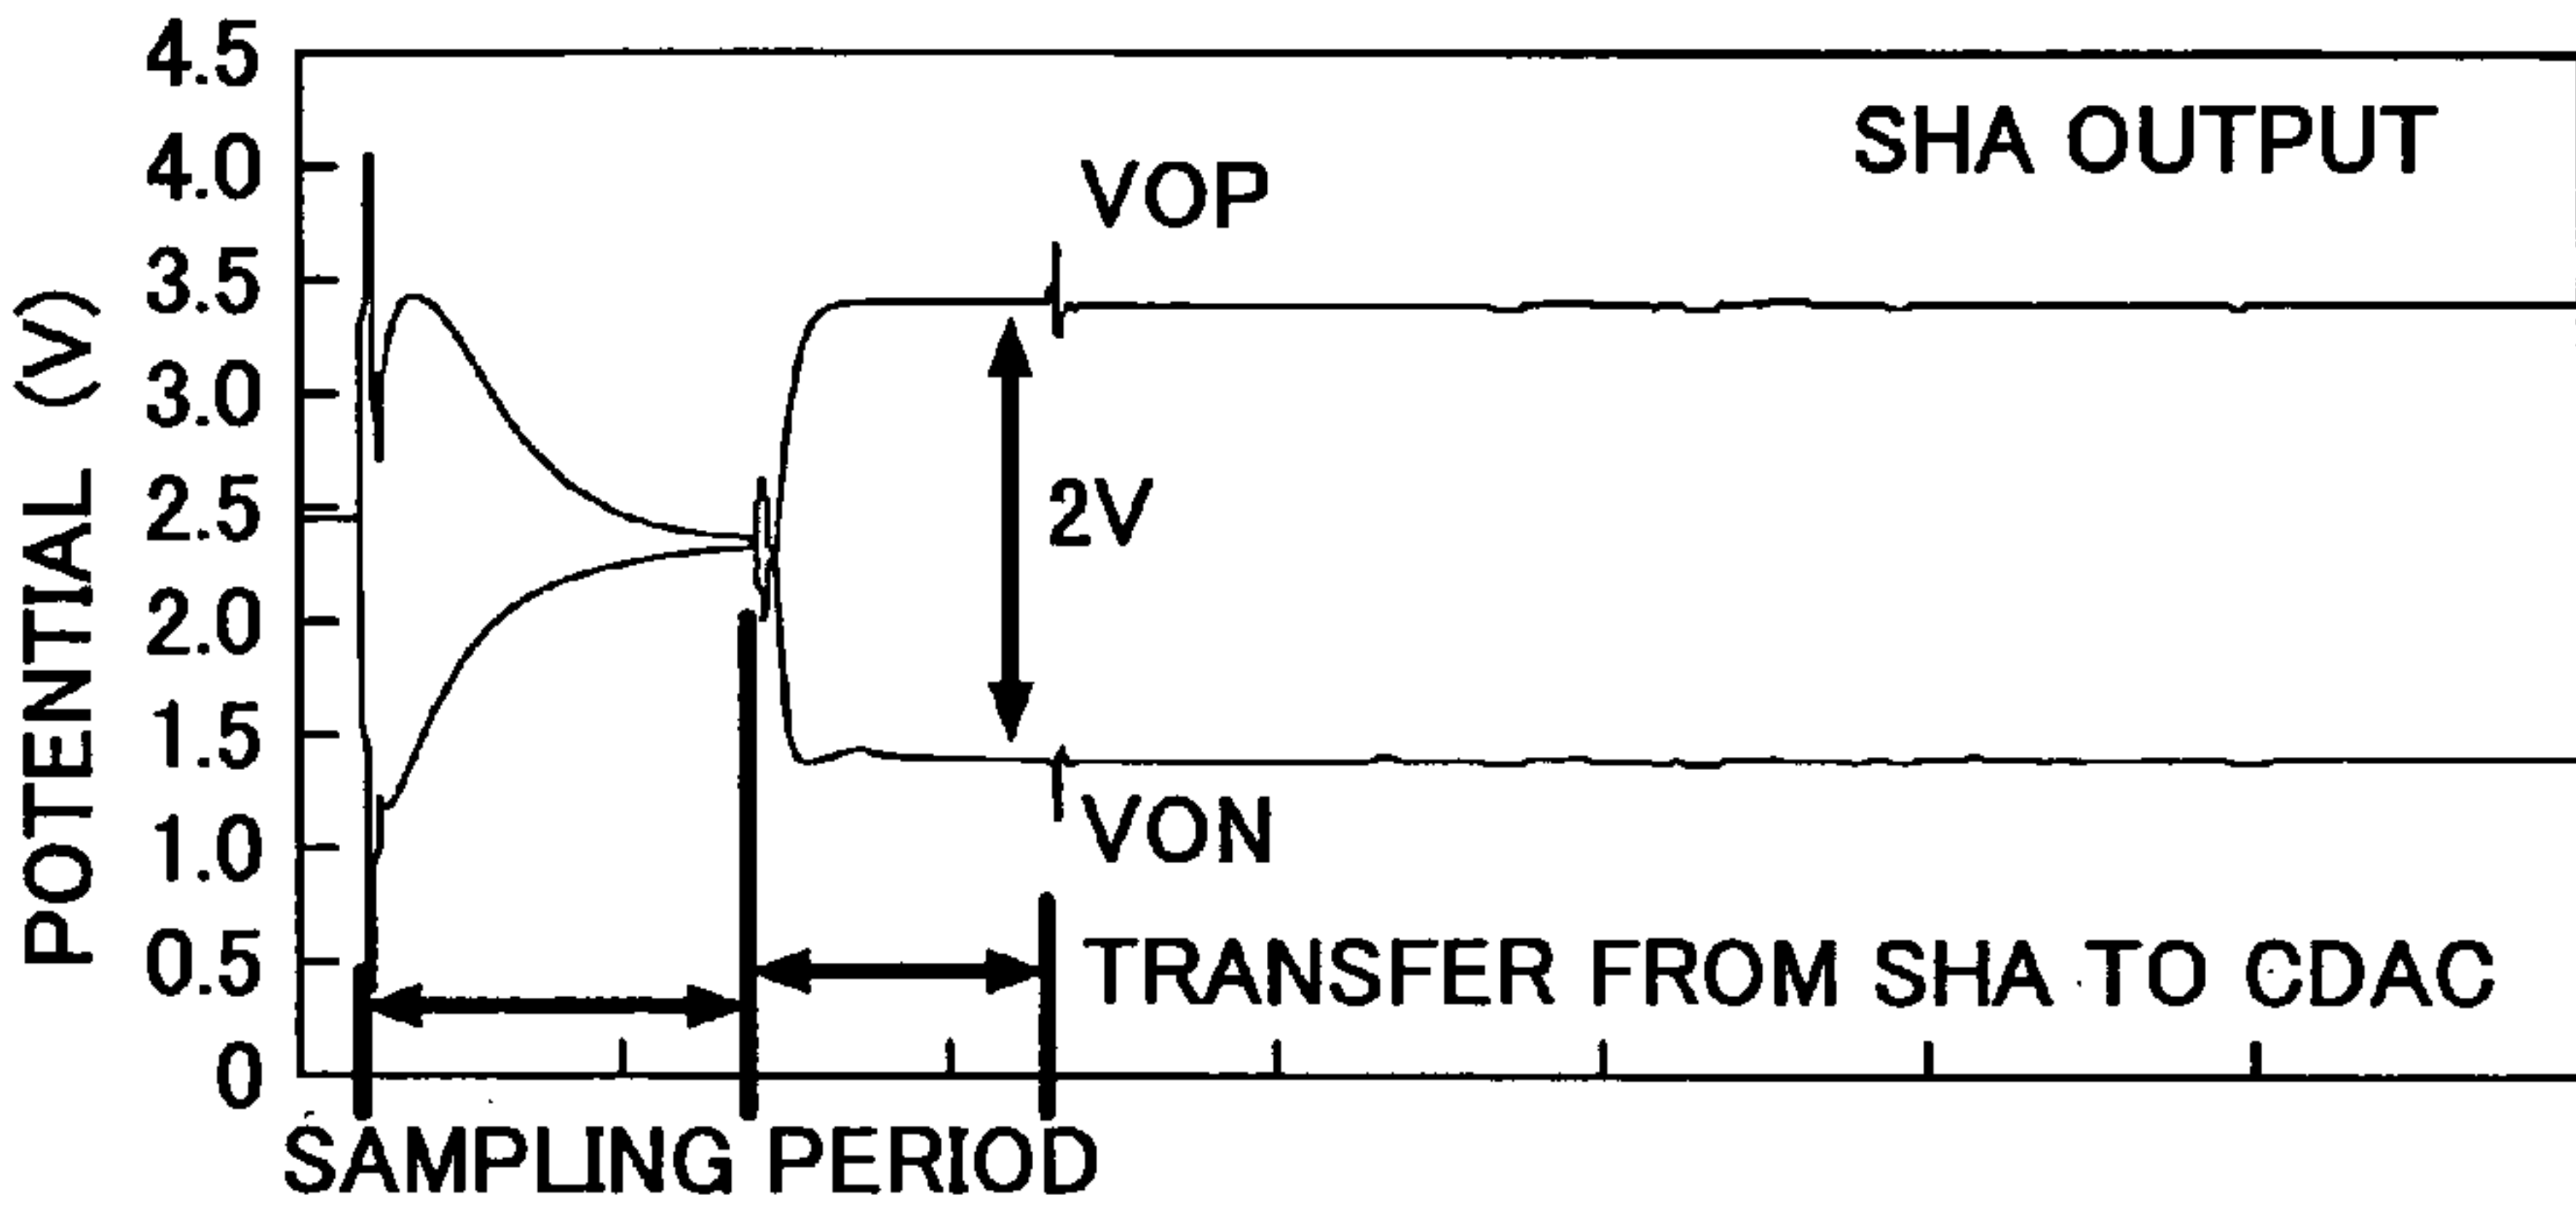 POTENTIAL (V)
4.5
4.0
3.5
3.0
2.5
2.0
1.5
1.0
0.5
0
SHA OUTPUT
VOP
2V
VON
TRANSFER FROM SHA TO CDAC
SAMPLING PERIOD